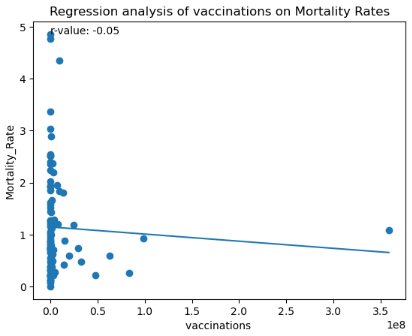 Regression analysis of vaccinations on Mortality Rates
r-value: -0.05
5
4
3
2
1
0
Mortality_Rate
0.0 0.5 1.0 1.5 2.0 2.5 3.0 3.5
1e8
vaccinations